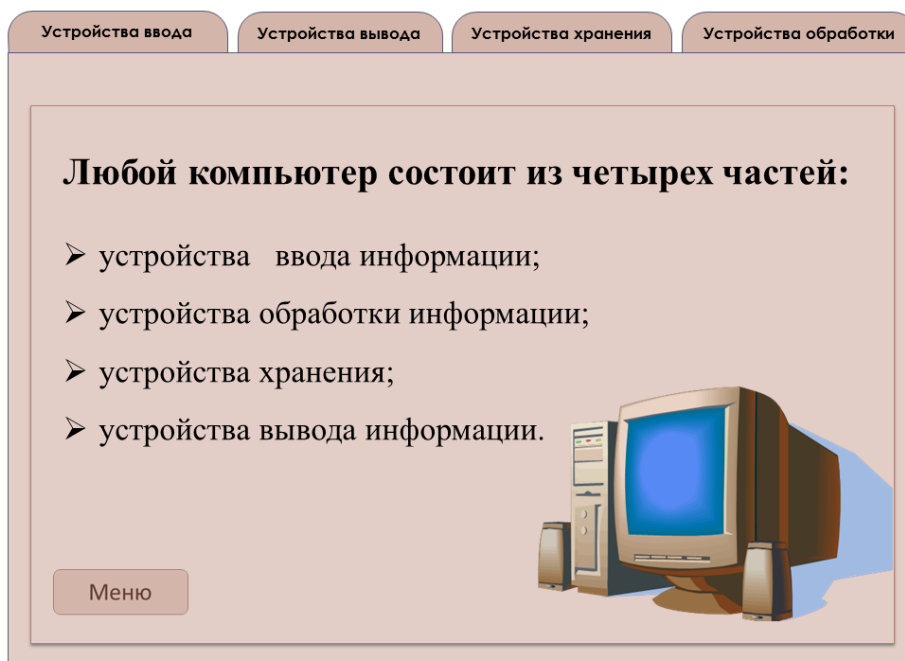 Устройства ввода
Устройства вывода
Устройства хранения
Устройства обработки
Любой компьютер состоит из четырех частей:
устройства ввода информации;
устройства обработки информации;
устройства хранения;
устройства вывода информации.
Меню